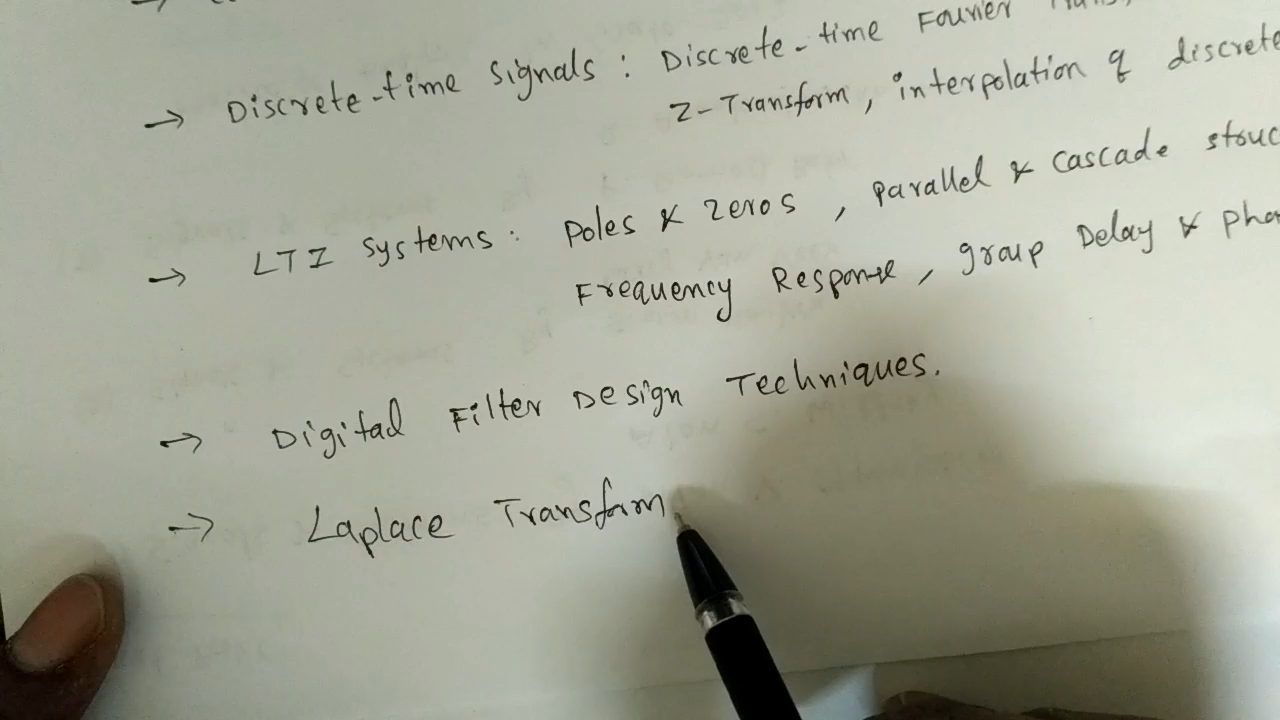 → Discrete-time signals : Discrete-time Fourier
Z-Transform, interpolation of discrete
→ LTI systems : Poles & zeros, parallel & cascade
Frequency Response, group Delay &
→ Digital Filter Design Techniques.
→ Laplace Transform